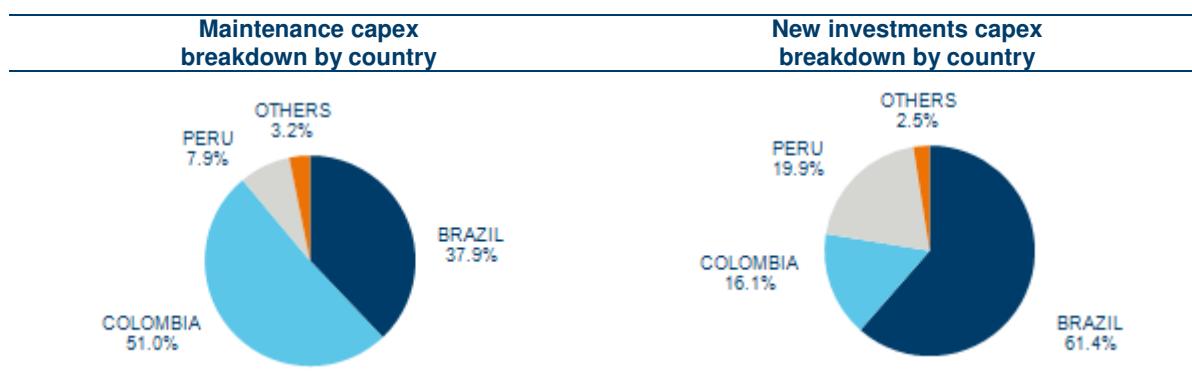 Maintenance capex
breakdown by country
New investments capex
breakdown by country
OTHERS
3.2%
PERU
7.9%
BRAZIL
37.9%
COLOMBIA
51.0%
OTHERS
2.5%
PERU
19.9%
COLOMBIA
16.1%
BRAZIL
61.4%